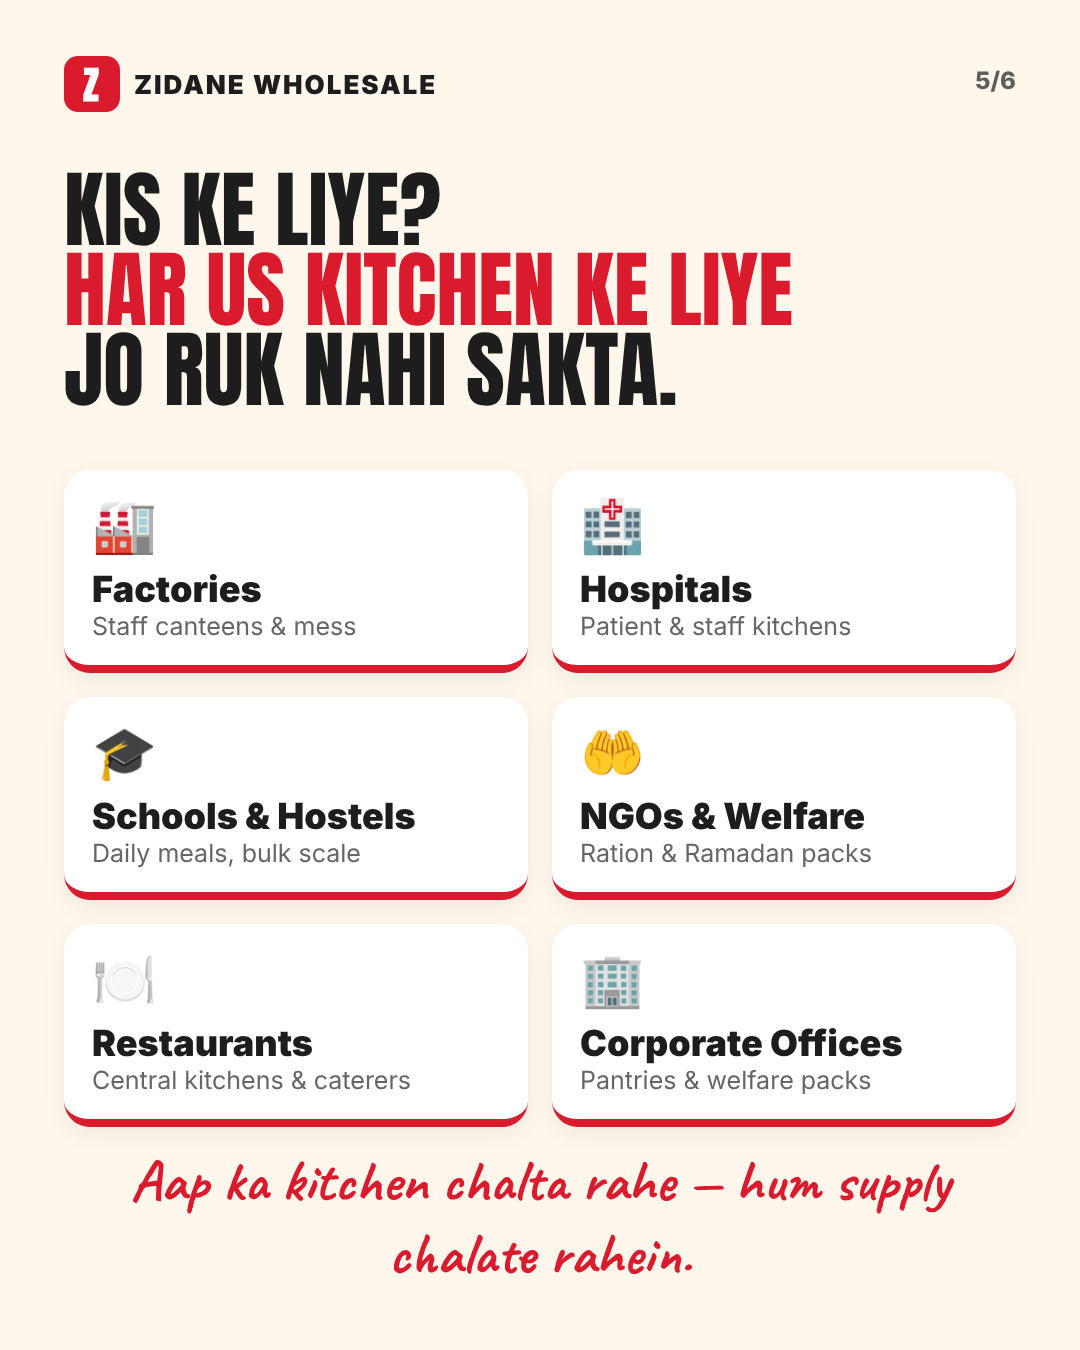 Z ZIDANE WHOLESALE
5/6
KIS KE LIYE?
HAR US KITCHEN KE LIYE
JO RUK NAHI SAKTA.
Factories
Staff canteens & mess
Hospitals
Patient & staff kitchens
Schools & Hostels
Daily meals, bulk scale
NGOs & Welfare
Ration & Ramadan packs
Restaurants
Central kitchens & caterers
Corporate Offices
Pantries & welfare packs
Aap ka kitchen chalta rahe — hum supply
chalate rahein.